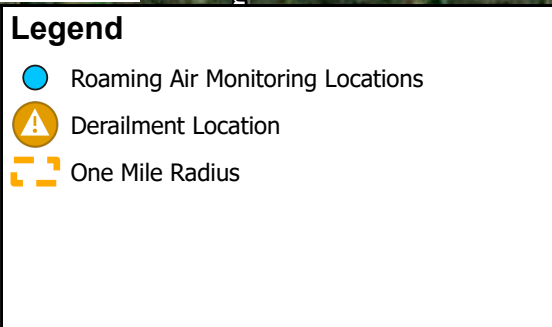 Legend
Roaming Air Monitoring Locations
Derailment Location
One Mile Radius